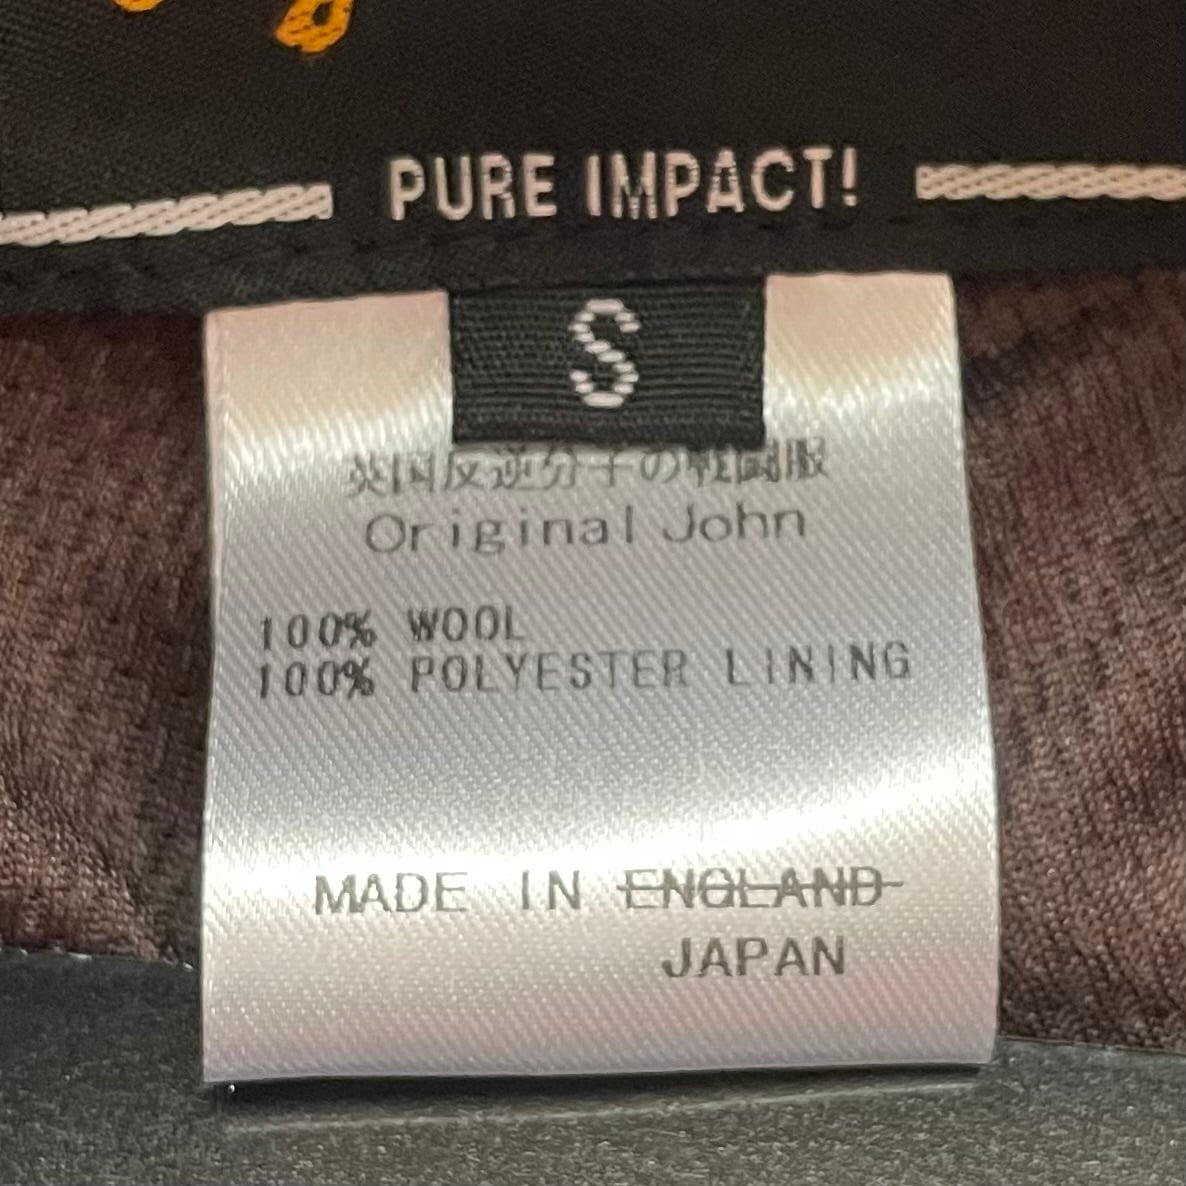 PURE IMPACT!
S
英国反逆分子の戦闘服
Original John
100% WOOL
100% POLYESTER LINING
MADE IN ENGLAND
JAPAN